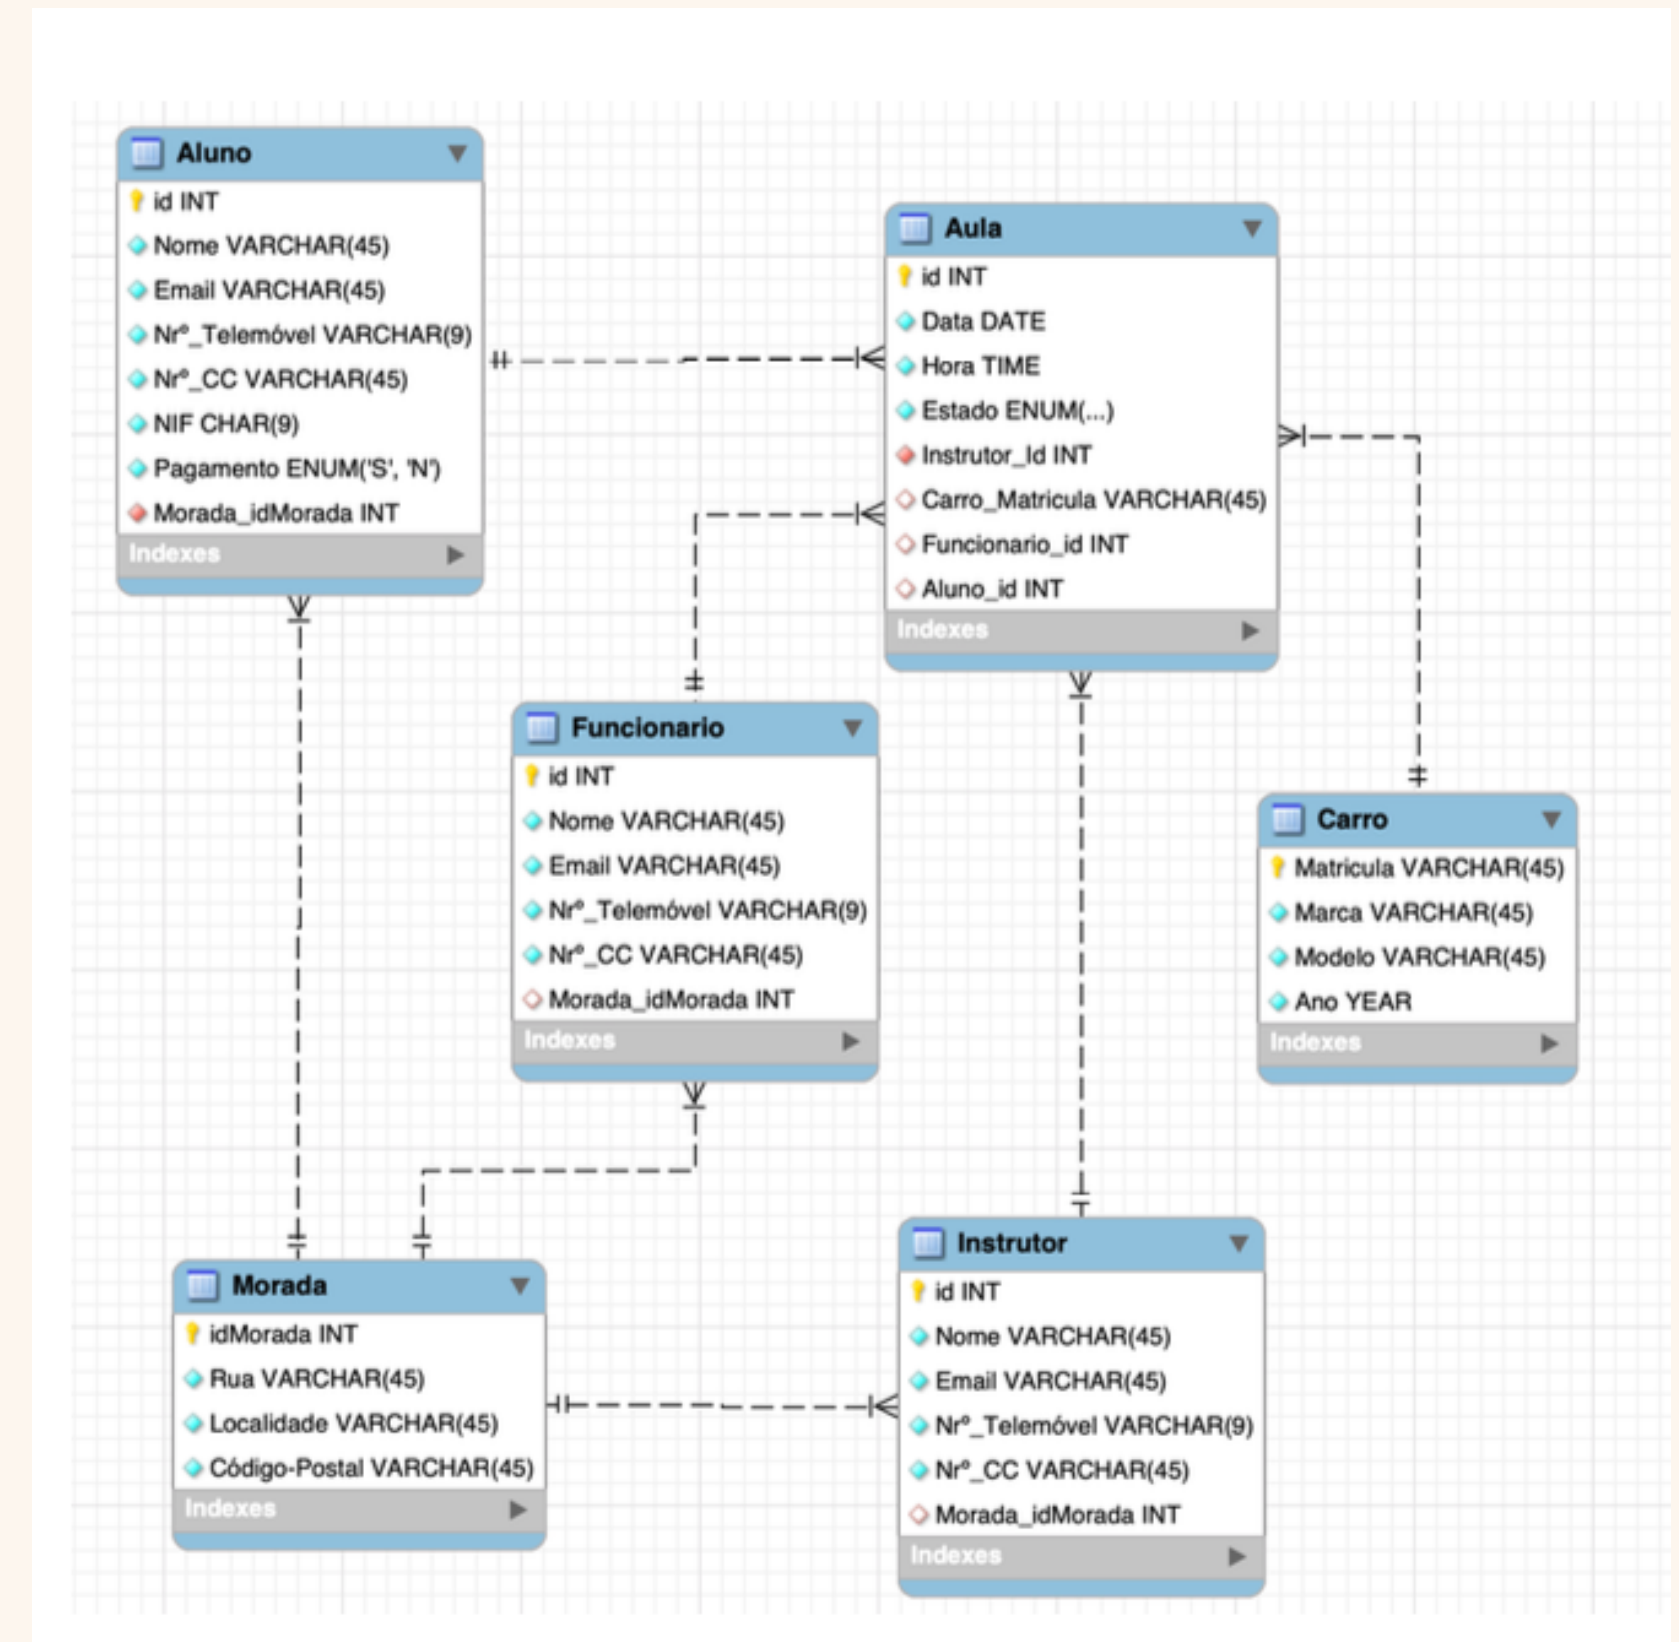 Aluno
id INT
Nome VARCHAR(45)
Email VARCHAR(45)
Nrº_Telemóvel VARCHAR(9)
Nrº_CC VARCHAR(45)
NIF CHAR(9)
Pagamento ENUM('S', 'N')
Morada_idMorada INT
Indexes
Aula
id INT
Data DATE
Hora TIME
Estado ENUM(...)
Instrutor_Id INT
Carro_Matricula VARCHAR(45)
Funcionario_id INT
Aluno_id INT
Indexes
Funcionario
id INT
Nome VARCHAR(45)
Email VARCHAR(45)
Nrº_Telemóvel VARCHAR(9)
Nrº_CC VARCHAR(45)
Morada_idMorada INT
Indexes
Carro
Matricula VARCHAR(45)
Marca VARCHAR(45)
Modelo VARCHAR(45)
Ano YEAR
Indexes
Morada
idMorada INT
Rua VARCHAR(45)
Localidade VARCHAR(45)
Código-Postal VARCHAR(45)
Indexes
Instrutor
id INT
Nome VARCHAR(45)
Email VARCHAR(45)
Nrº_Telemóvel VARCHAR(9)
Nrº_CC VARCHAR(45)
Morada_idMorada INT
Indexes